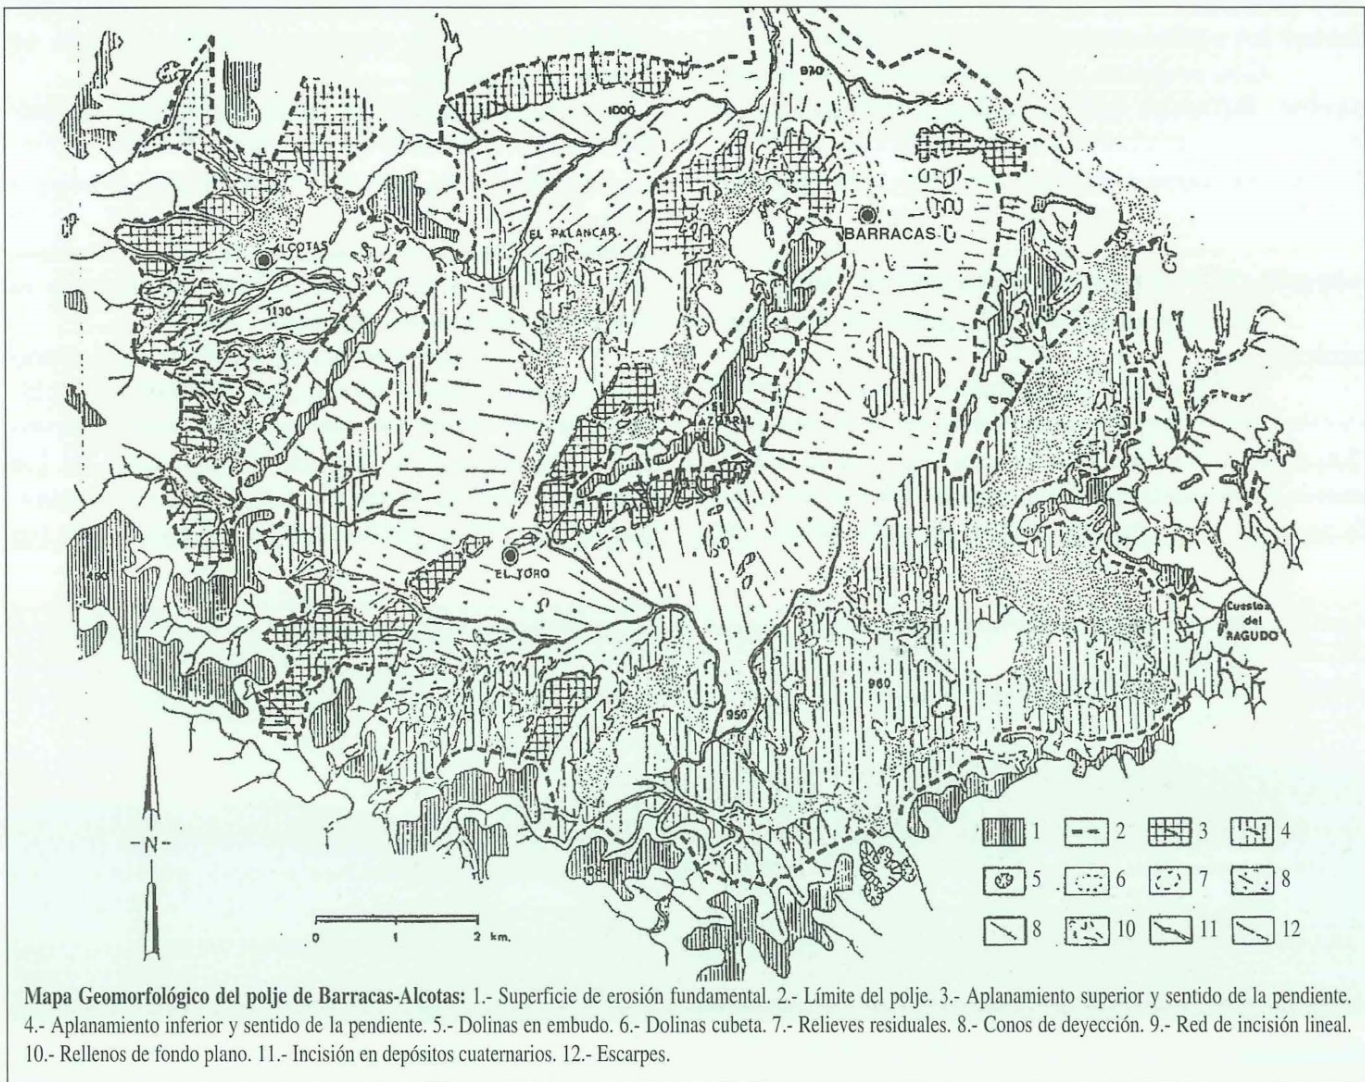 970
1000
EL PALANCAR
BARRACAS
ALCOTAS
1130
EL TORO
Cuestas
del
RAGUDO
960
950
-N-
1
2
3
4
5
6
7
8
8
10
11
12
0 1 2 km.
Mapa Geomorfológico del polje de Barracas-Alcotas: 1.- Superficie de erosión fundamental. 2.- Límite del polje. 3.- Aplanamiento superior y sentido de la pendiente.
4.- Aplanamiento inferior y sentido de la pendiente. 5.- Dolinas en embudo. 6.- Dolinas cubeta. 7.- Relieves residuales. 8.- Conos de deyección. 9.- Red de incisión lineal.
10.- Rellenos de fondo plano. 11.- Incisión en depósitos cuaternarios. 12.- Escarpes.